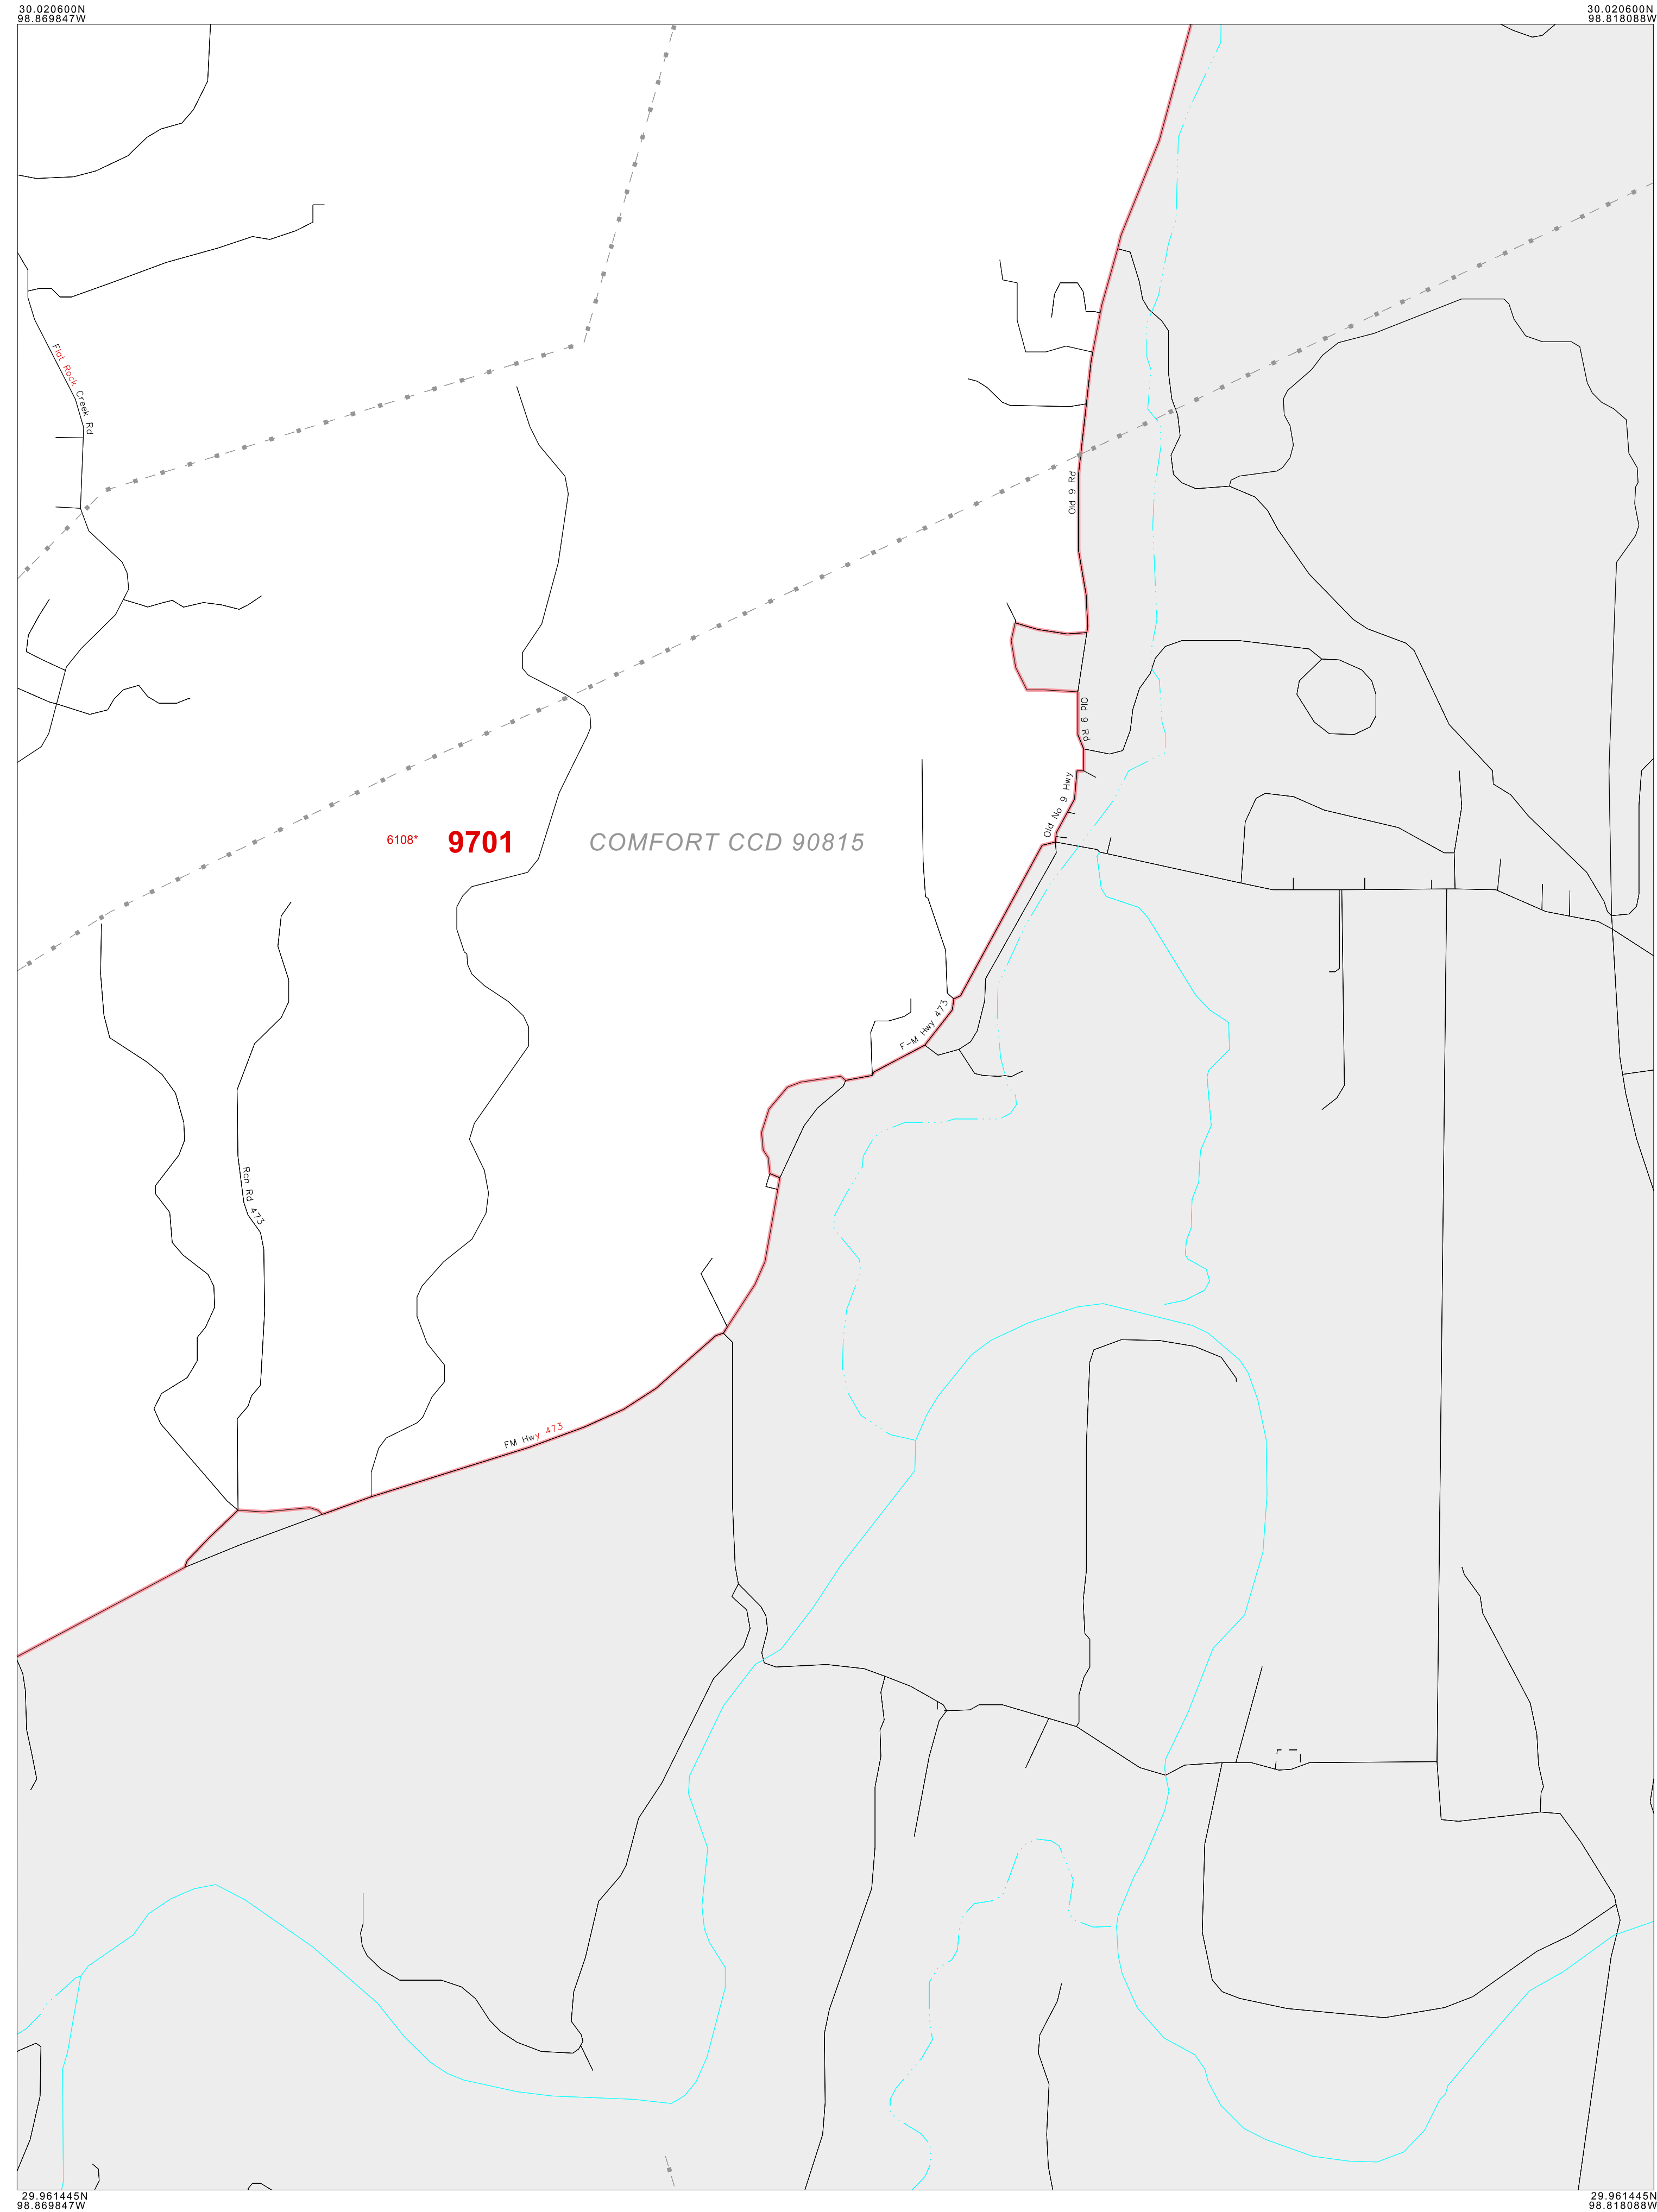 30.020600N
98.869847W
30.020600N
98.818088W
Flat Rock Creek Rd
Old 9 Rd
Old 9 Rd
Old No 9 Hwy
6108*
9701
COMFORT CCD 90815
F-M Hwy 473
Rch Rd 473
FM Hwy 473
29.961445N
98.869847W
29.961445N
98.818088W